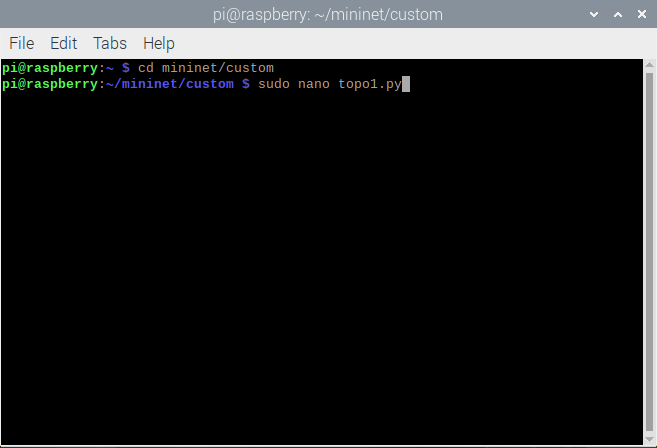 pi@raspberry: ~/mininet/custom
File Edit Tabs Help
pi@raspberry:~ $ cd mininet/custom
pi@raspberry:~/mininet/custom $ sudo nano topo1.py